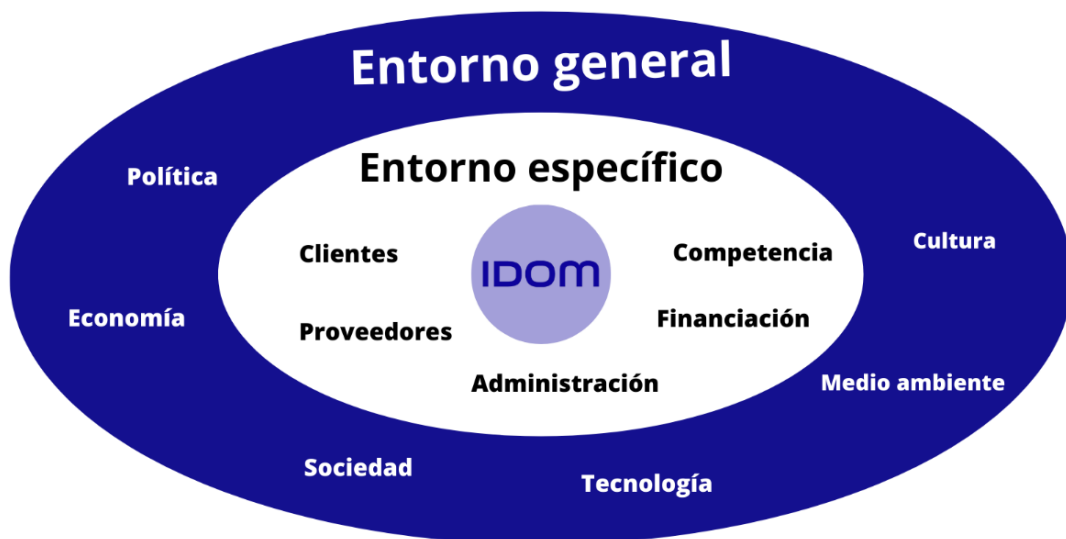 Entorno general
Política
Entorno específico
Cultura
Clientes
Competencia
IDOM
Economía
Financiación
Proveedores
Administración
Medio ambiente
Sociedad
Tecnología